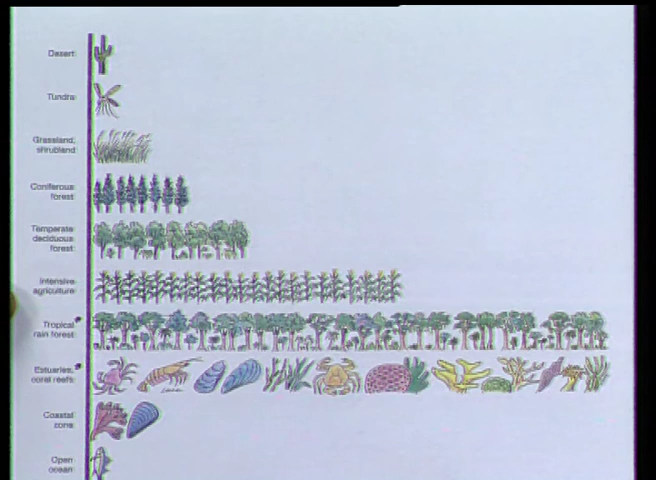 Desert
Tundra
Grassland,
shrubland
Coniferous
forest
Temperate
deciduous
forest
Intensive
agriculture
Tropical
rain forest
Estuaries,
coral reefs
Coastal
zone
Open
ocean